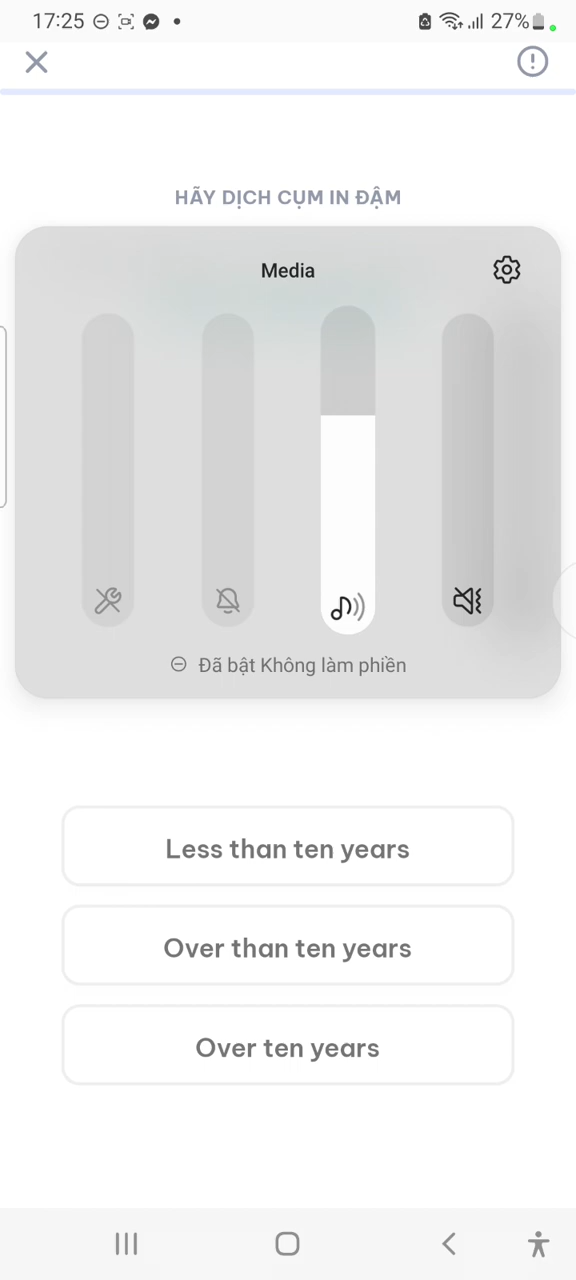 17:25
27%
HÃY DỊCH CỤM IN ĐẬM
Media
Đã bật Không làm phiền
Less than ten years
Over than ten years
Over ten years